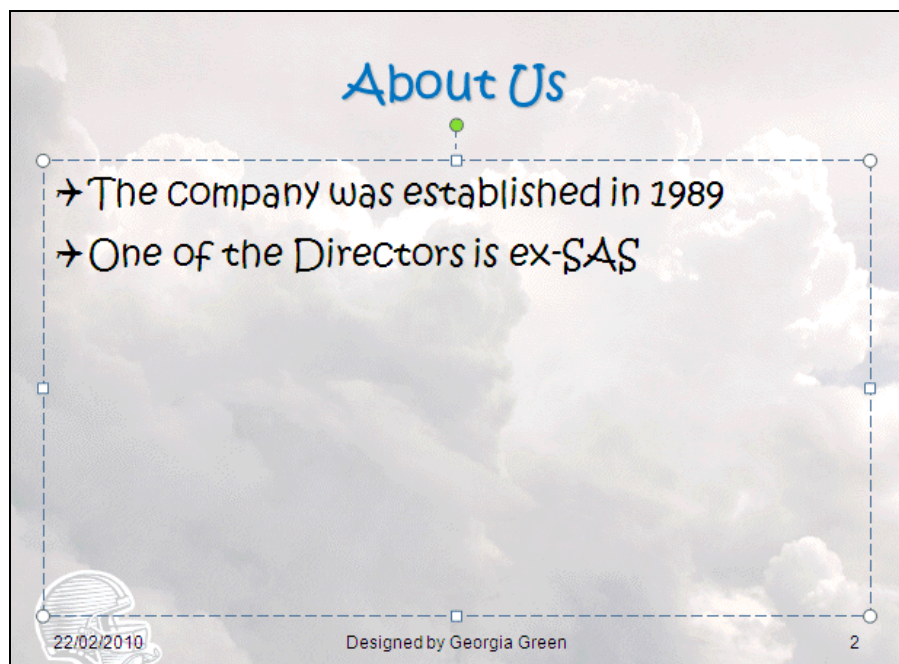 About Us
The company was established in 1989
One of the Directors is ex-SAS
22/02/2010 Designed by Georgia Green 2